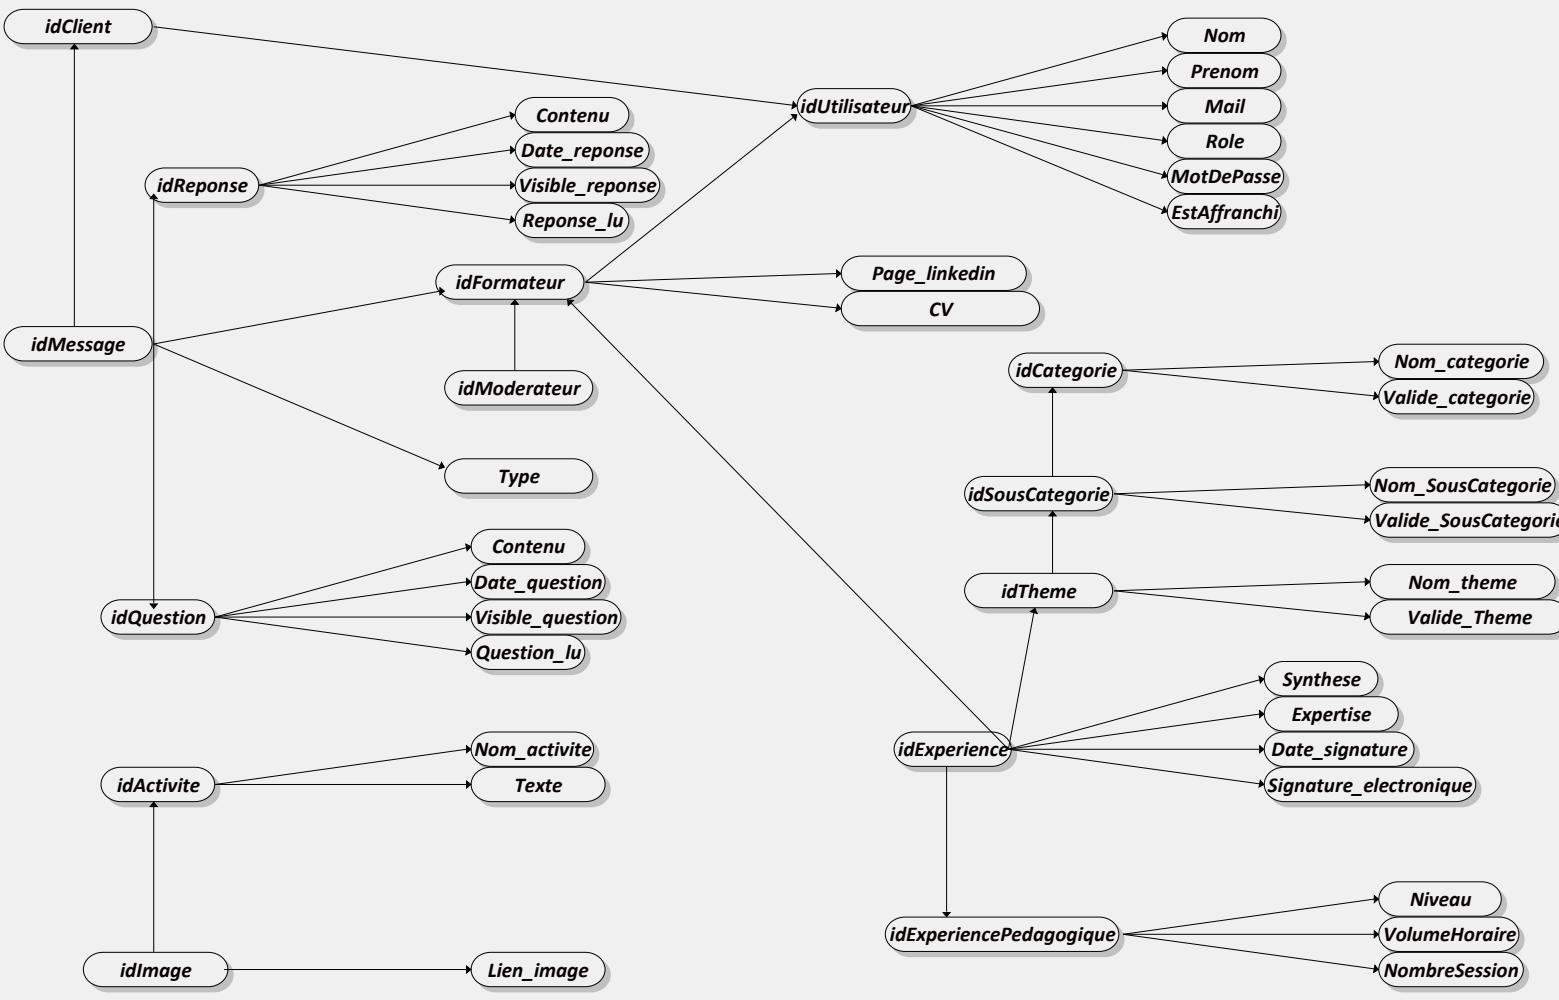 idClient
Nom
Prenom
idUtilisateur
Mail
Contenu
Role
Date_reponse
MotDePasse
idReponse
Visible_reponse
EstAffranchi
Reponse_lu
idFormateur
Page_linkedin
CV
idMessage
idCategorie
Nom_categorie
idModerateur
Valide_categorie
Type
idSousCategorie
Nom_SousCategorie
Valide_SousCategorie
Contenu
Date_question
idTheme
Nom_theme
idQuestion
Visible_question
Valide_Theme
Question_lu
Synthese
Expertise
Nom_activite
idExperience
Date_signature
idActivite
Texte
Signature_electronique
Niveau
idExperiencePedagogique
VolumeHoraire
idImage
Lien_image
NombreSession